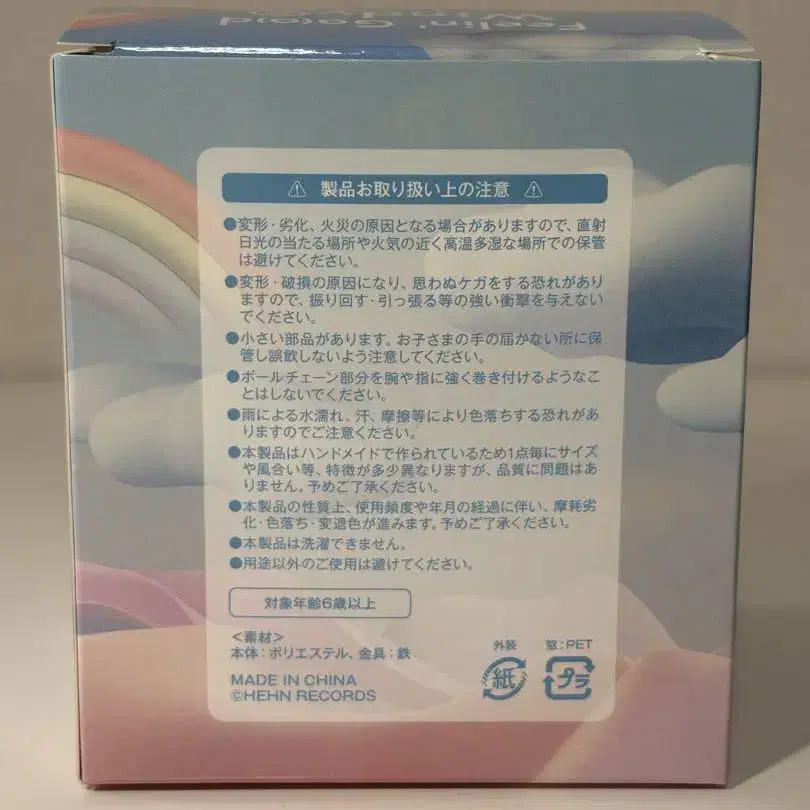 Feelin' Go(o)d
⚠ 製品お取り扱い上の注意 ⚠
●変形・劣化、火災の原因となる場合がありますので、直射
日光の当たる場所や火気の近く高温多湿な場所での保管
は避けてください。
●変形・破損の原因になり、思わぬケガをする恐れがあり
ますので、振り回す・引っ張る等の強い衝撃を与えない
でください。
●小さい部品があります。お子さまの手の届かない所に保
管し誤飲しないよう注意してください。
●ボールチェーン部分を腕や指に強く巻き付けるようなこ
とはしないでください。
●雨による水濡れ、汗、摩擦等により色落ちする恐れがあ
りますのでご注意ください。
●本製品はハンドメイドで作られているため1点毎にサイズ
や風合い等、特徴が多少異なりますが、品質に問題はあ
りません。予めご了承ください。
●本製品の性質上、使用頻度や年月の経過に伴い、摩耗劣
化・色落ち・変退色が進みます。予めご了承ください。
●本製品は洗濯できません。
●用途以外のご使用は避けてください。
対象年齢6歳以上
＜素材＞
本体：ポリエステル、金具：鉄
MADE IN CHINA
©HEHN RECORDS
外装
紙
窓：PET
プラ